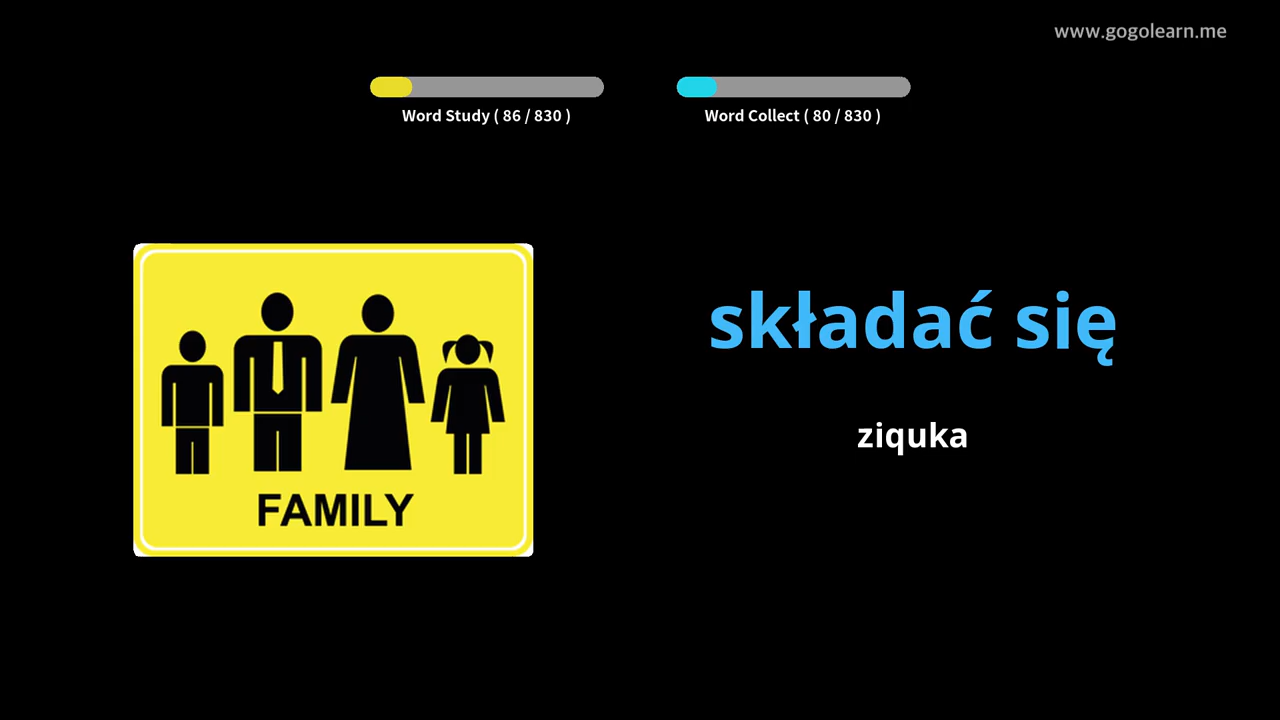 www.gogolearn.me
Word Study ( 86 / 830 )
Word Collect ( 80 / 830 )
składać się
ziquka
FAMILY